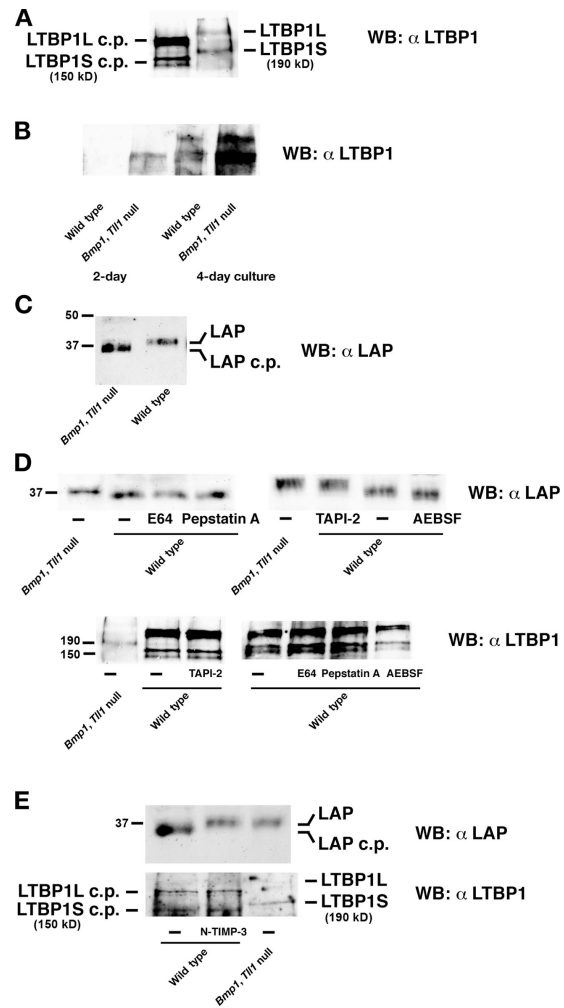 A
LTBP1L c.p.
LTBP1S c.p.
(150 kD)
LTBP1L
LTBP1S
(190 kD)
WB: α LTBP1
B
WB: α LTBP1
Wild type
Bmp1, Tll1 null
Wild type
Bmp1, Tll1 null
2-day
4-day culture
C
50
37
LAP
LAP c.p.
WB: α LAP
Bmp1, Tll1 null
Wild type
D
37
WB: α LAP
– – E64 Pepstatin A
– TAPI-2 – AEBSF
Bmp1, Tll1 null
Wild type
Bmp1, Tll1 null
Wild type
190
150
WB: α LTBP1
– – TAPI-2
– E64 Pepstatin A AEBSF
Bmp1, Tll1 null
Wild type
Wild type
E
37
LAP
LAP c.p.
WB: α LAP
LTBP1L c.p.
LTBP1S c.p.
(150 kD)
LTBP1L
LTBP1S
(190 kD)
WB: α LTBP1
– N-TIMP-3 –
Wild type
Bmp1, Tll1 null